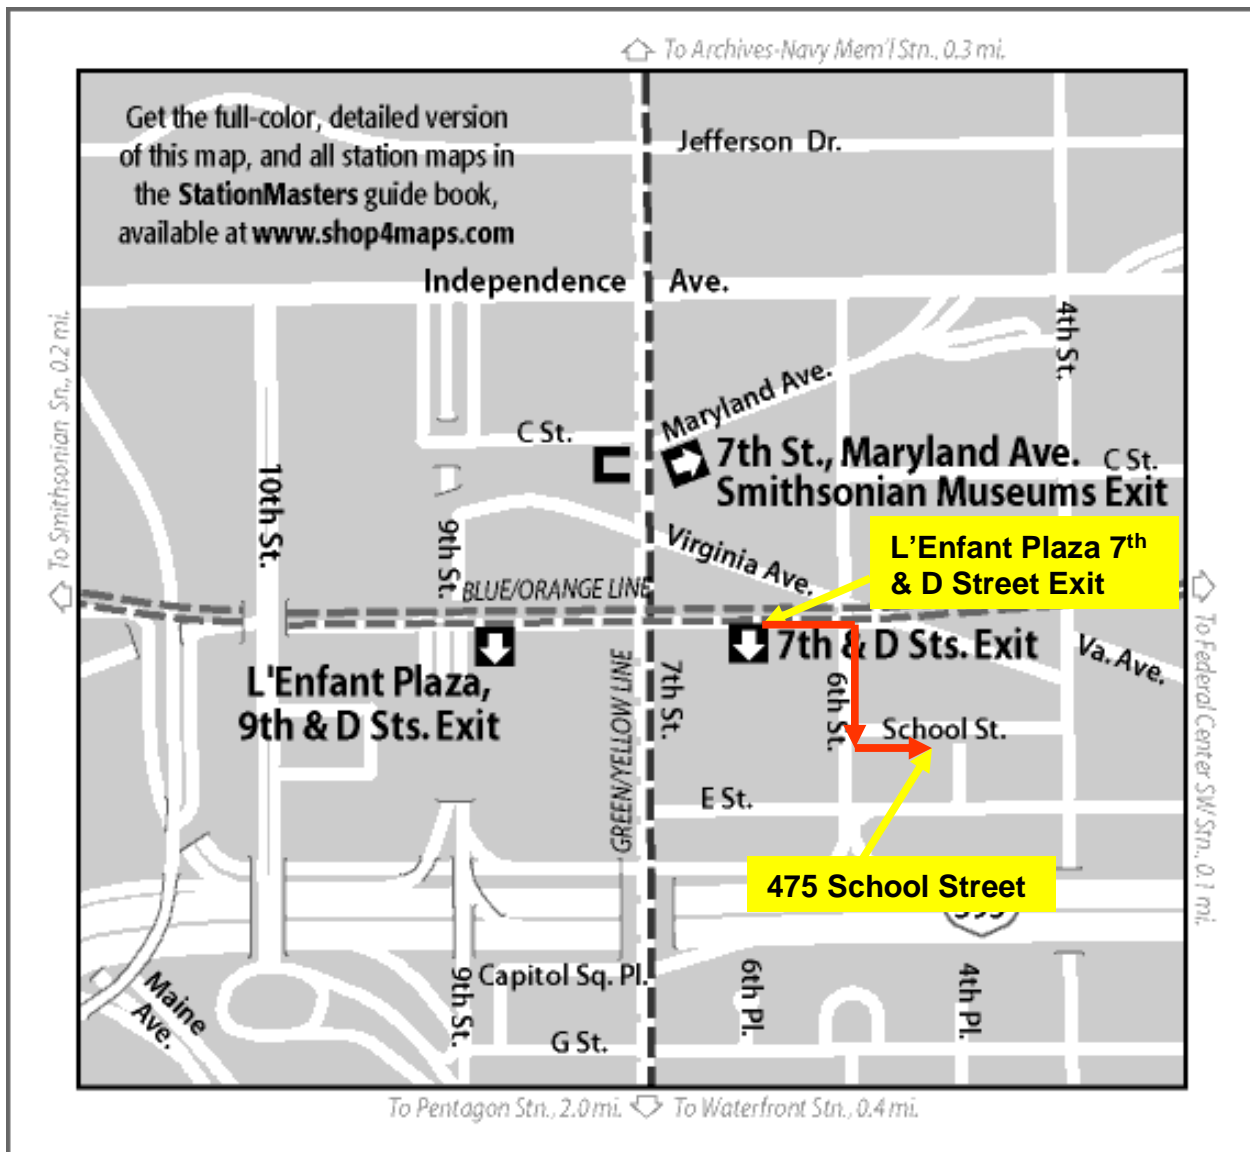 To Archives-Navy Mem'l Stn., 0.3 mi.
Get the full-color, detailed version
of this map, and all station maps in
the StationMasters guide book,
available at www.shop4maps.com
Jefferson Dr.
Independence Ave.
4th St.
To Smithsonian Sn., 0.2 mi.
Maryland Ave.
C St.
7th St., Maryland Ave.
Smithsonian Museums Exit
C St.
10th St.
9th St.
Virginia Ave.
L'Enfant Plaza 7th
& D Street Exit
BLUE/ORANGE LINE
7th & D Sts. Exit
L'Enfant Plaza,
9th & D Sts. Exit
GREEN/YELLOW LINE
7th St.
6th St.
Va. Ave.
School St.
To Federal Center SW Stn., 0.1 mi.
E St.
475 School Street
Maine
Ave.
9th St.
Capitol Sq. Pl.
6th Pl.
4th Pl.
G St.
To Pentagon Stn., 2.0 mi.
To Waterfront Stn., 0.4 mi.